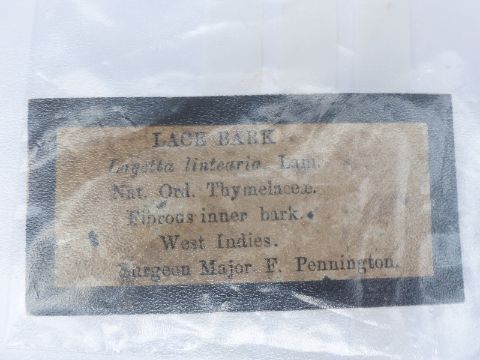 LACE BARK
Lagetta lintearia Lam.
Nat. Ord. Thymelaceæ.
Fibrous inner bark.
West Indies.
Surgeon Major F. Pennington.